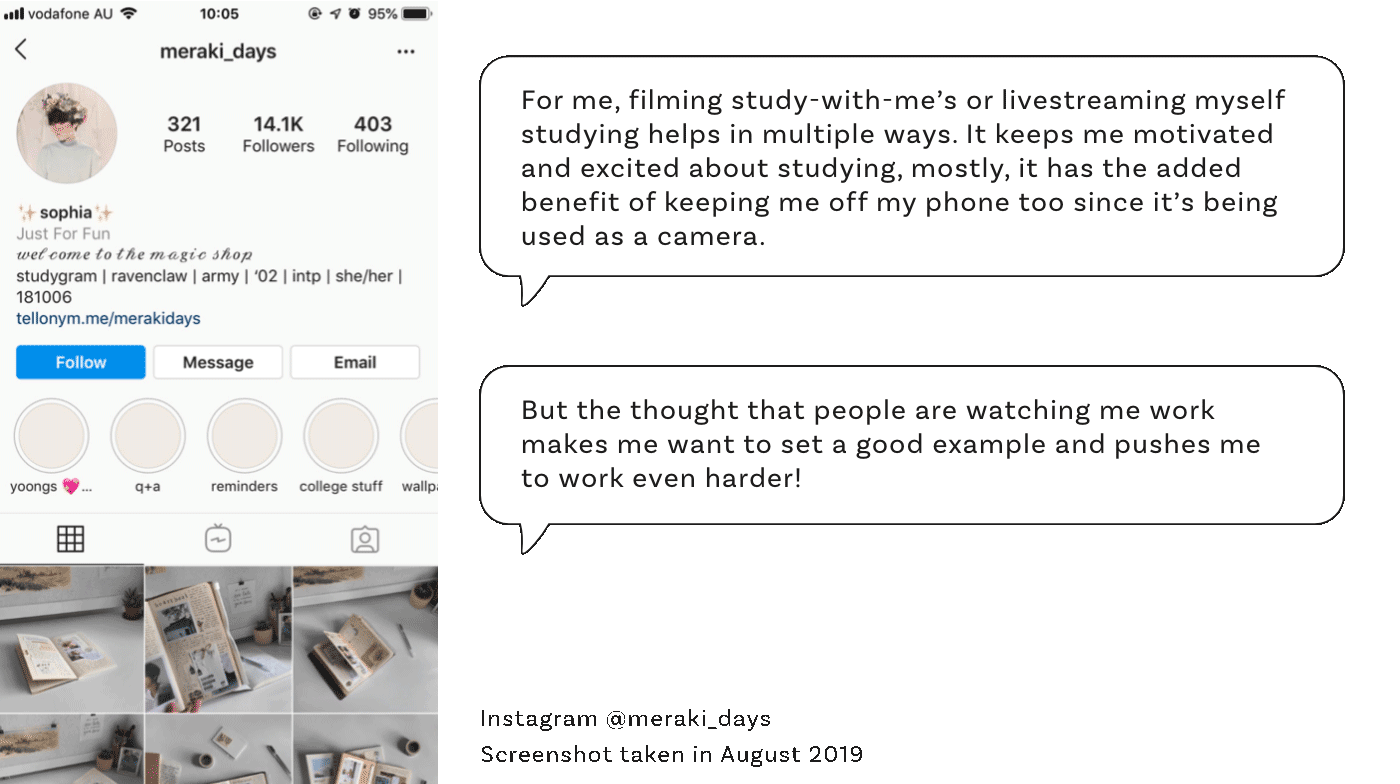 vodafone AU 10:05 95%
meraki_days
321 14.1K 403
Posts Followers Following
✨ sophia ✨
Just For Fun
𝓌𝑒𝓁𝒸𝑜𝓂𝑒 𝓉𝑜 𝓉𝒽𝑒 𝓂𝒶𝑔𝒾𝒸 𝓈𝒽𝑜𝓅
studygram | ravenclaw | army | ‘02 | intp | she/her |
181006
tellonym.me/merakidays
Follow Message Email
yoongs 💖... q+a reminders college stuff wallpa
For me, filming study-with-me’s or livestreaming myself
studying helps in multiple ways. It keeps me motivated
and excited about studying, mostly, it has the added
benefit of keeping me off my phone too since it’s being
used as a camera.
But the thought that people are watching me work
makes me want to set a good example and pushes me
to work even harder!
Instagram @meraki_days
Screenshot taken in August 2019